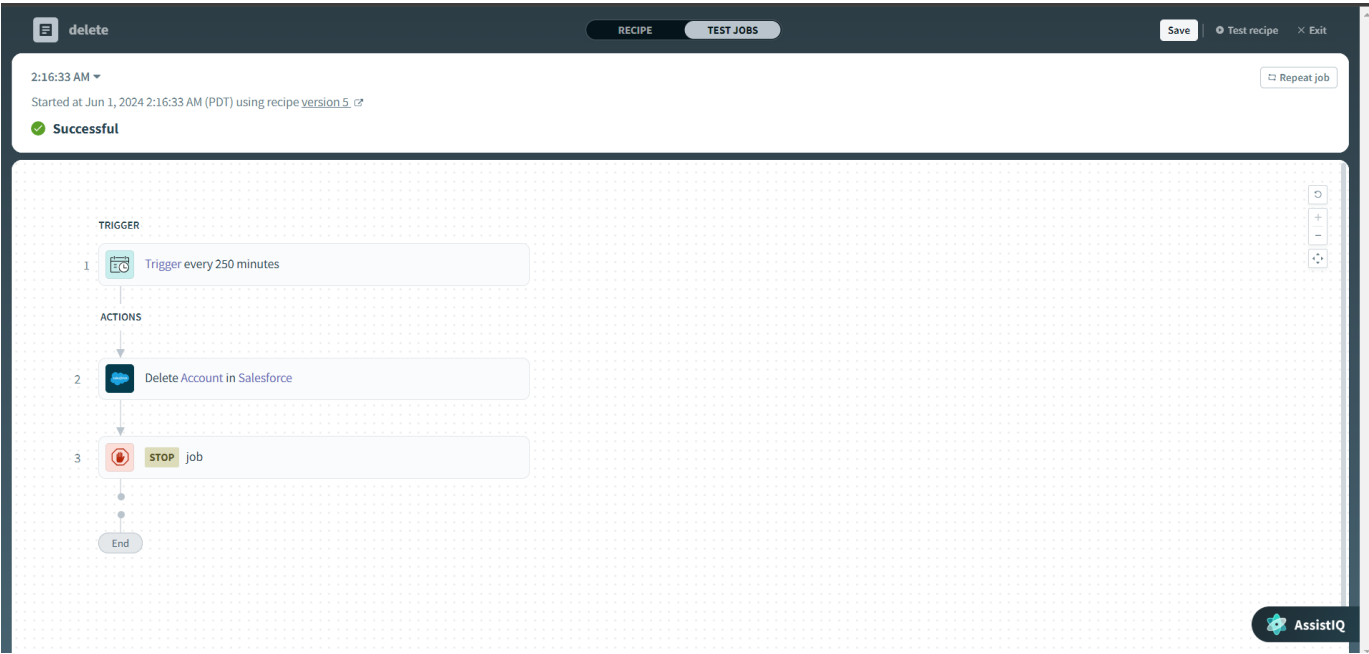 delete
RECIPE
TEST JOBS
Save
Test recipe
Exit
2:16:33 AM
Repeat job
Started at Jun 1, 2024 2:16:33 AM (PDT) using recipe version 5
Successful
TRIGGER
1
Trigger every 250 minutes
ACTIONS
2
Delete Account in Salesforce
3
STOP job
End
AssistIQ